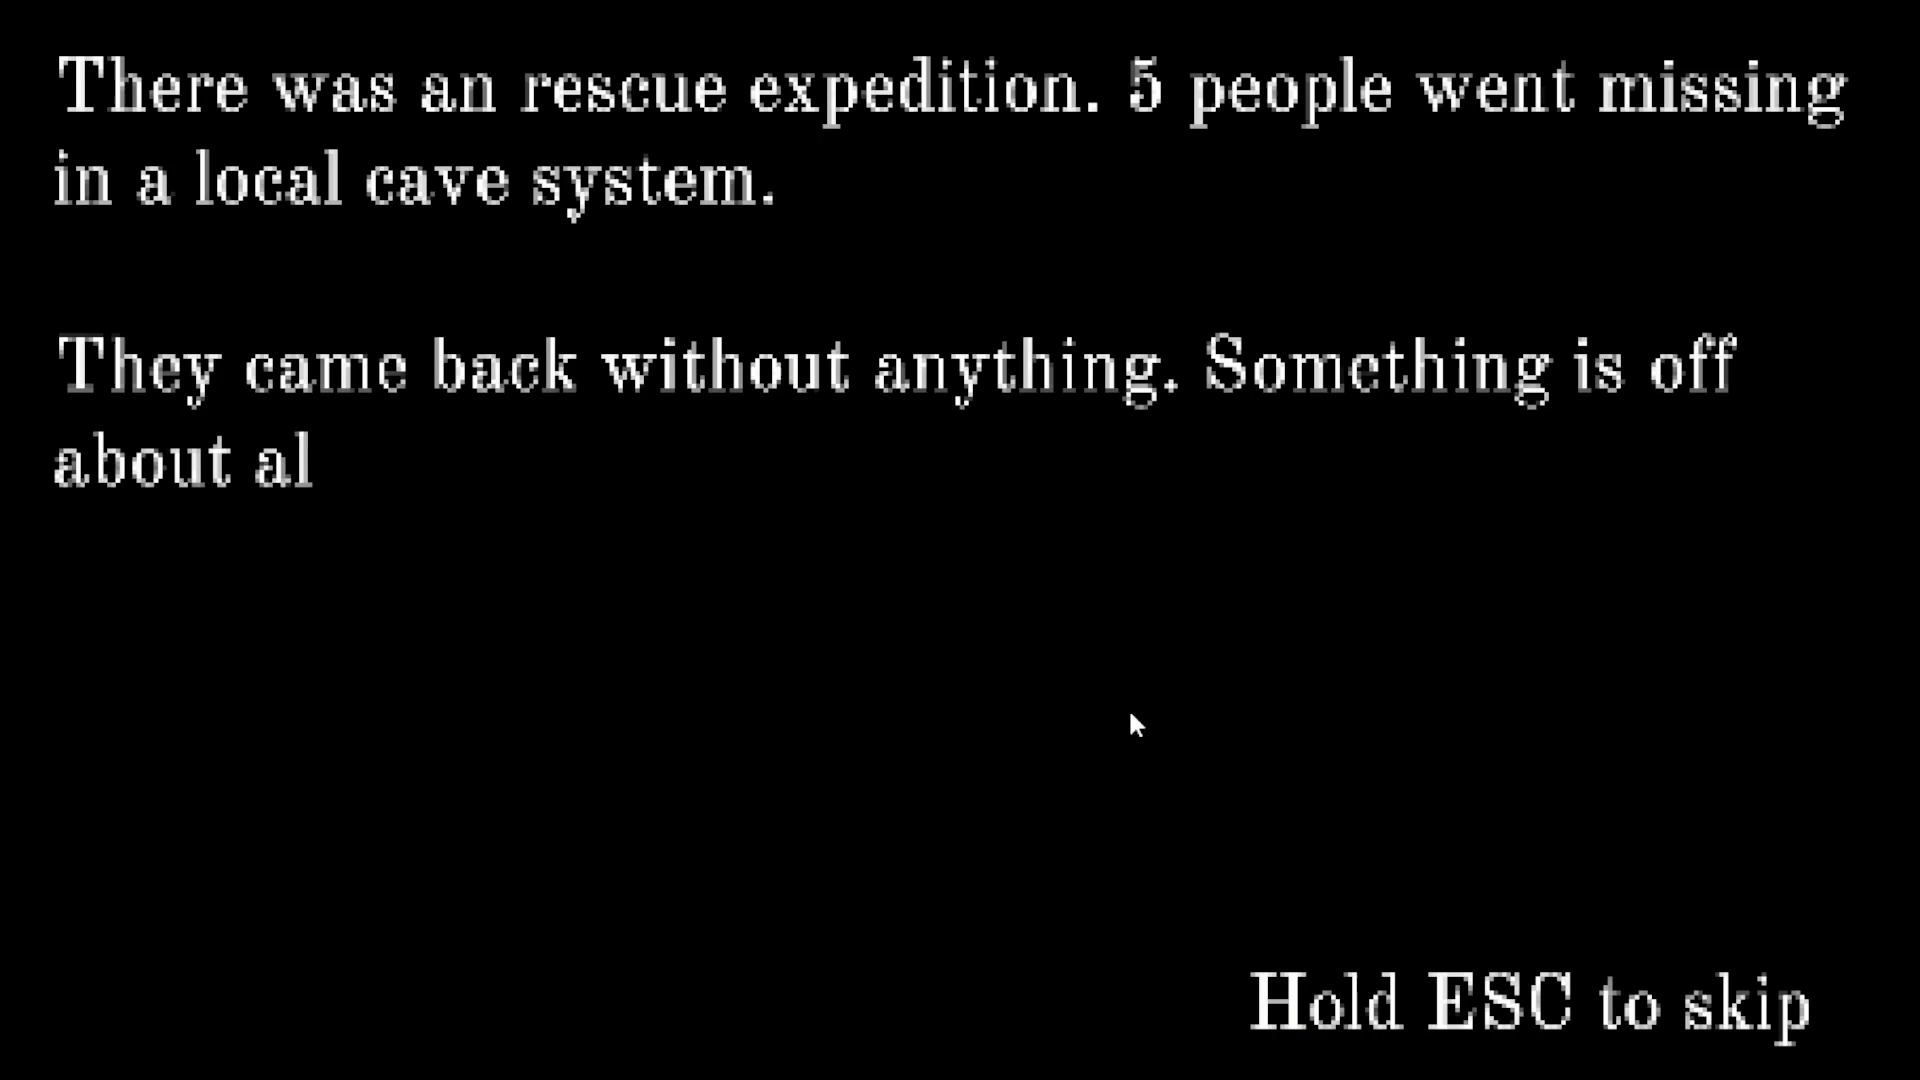 There was an rescue expedition. 5 people went missing
in a local cave system.
They came back without anything. Something is off
about al
Hold ESC to skip